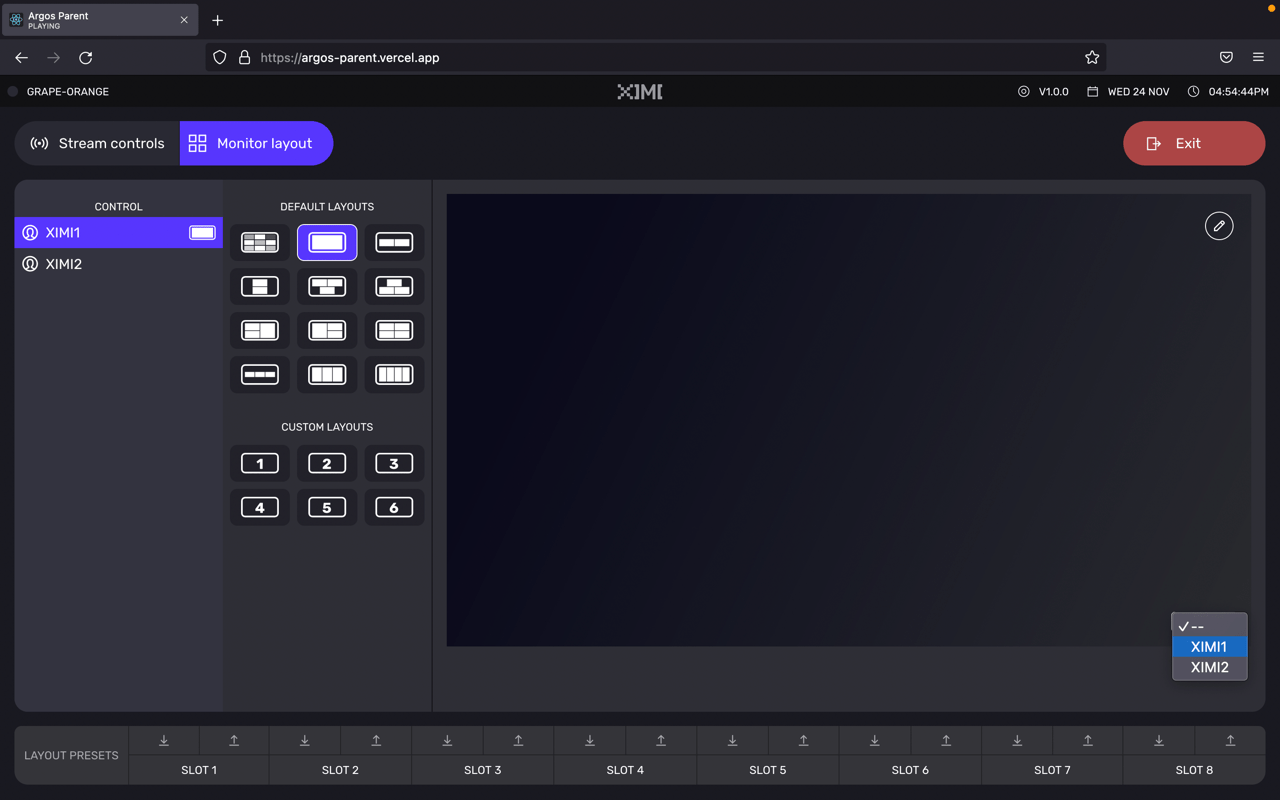 Argos Parent
PLAYING
https://argos-parent.vercel.app
GRAPE-ORANGE
XIMI
V1.0.0
WED 24 NOV
04:54:44PM
Stream controls
Monitor layout
Exit
CONTROL
XIMI1
XIMI2
DEFAULT LAYOUTS
CUSTOM LAYOUTS
1 2 3
4 5 6
--
XIMI1
XIMI2
LAYOUT PRESETS
SLOT 1
SLOT 2
SLOT 3
SLOT 4
SLOT 5
SLOT 6
SLOT 7
SLOT 8